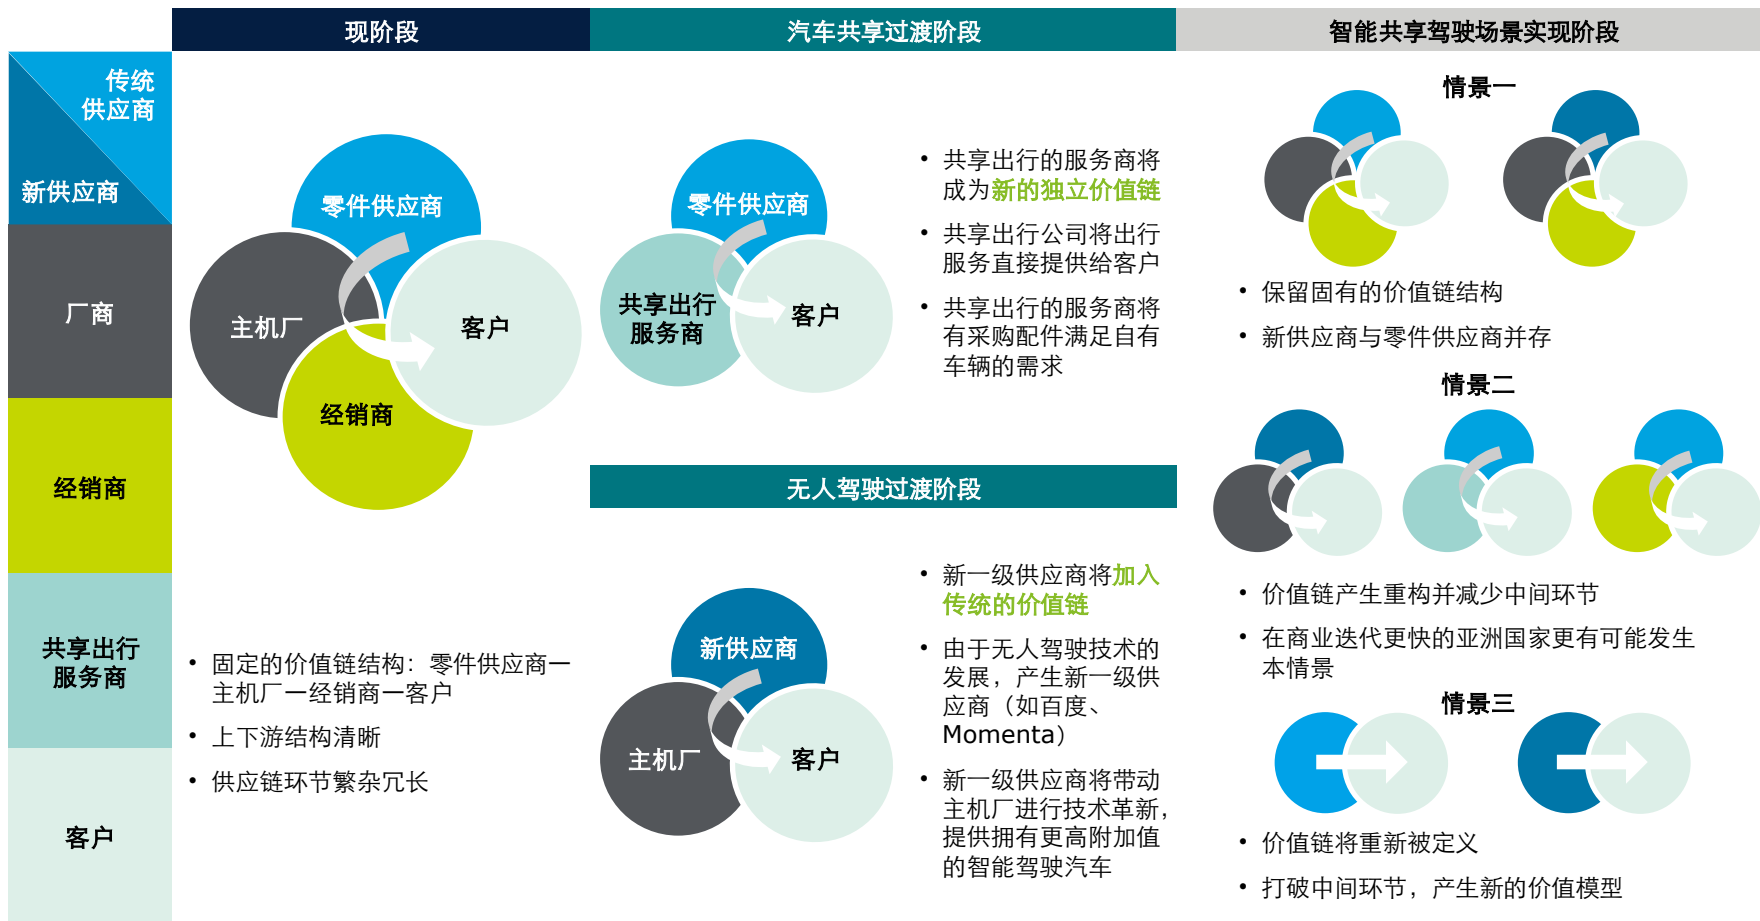 现阶段
汽车共享过渡阶段
智能共享驾驶场景实现阶段
传统
供应商
新供应商
厂商
经销商
共享出行
服务商
客户
零件供应商
主机厂
客户
经销商
• 固定的价值链结构：零件供应商一
主机厂一经销商一客户
• 上下游结构清晰
• 供应链环节繁杂冗长
零件供应商
共享出行
服务商
客户
• 共享出行的服务商将
成为新的独立价值链
• 共享出行公司将出行
服务直接提供给客户
• 共享出行的服务商将
有采购配件满足自有
车辆的需求
无人驾驶过渡阶段
新供应商
主机厂
客户
• 新一级供应商将加入
传统的价值链
• 由于无人驾驶技术的
发展，产生新一级供
应商（如百度、
Momenta）
• 新一级供应商将带动
主机厂进行技术革新，
提供拥有更高附加值
的智能驾驶汽车
情景一
• 保留固有的价值链结构
• 新供应商与零件供应商并存
情景二
• 价值链产生重构并减少中间环节
• 在商业迭代更快的亚洲国家更有可能发生
本情景
情景三
• 价值链将重新被定义
• 打破中间环节，产生新的价值模型